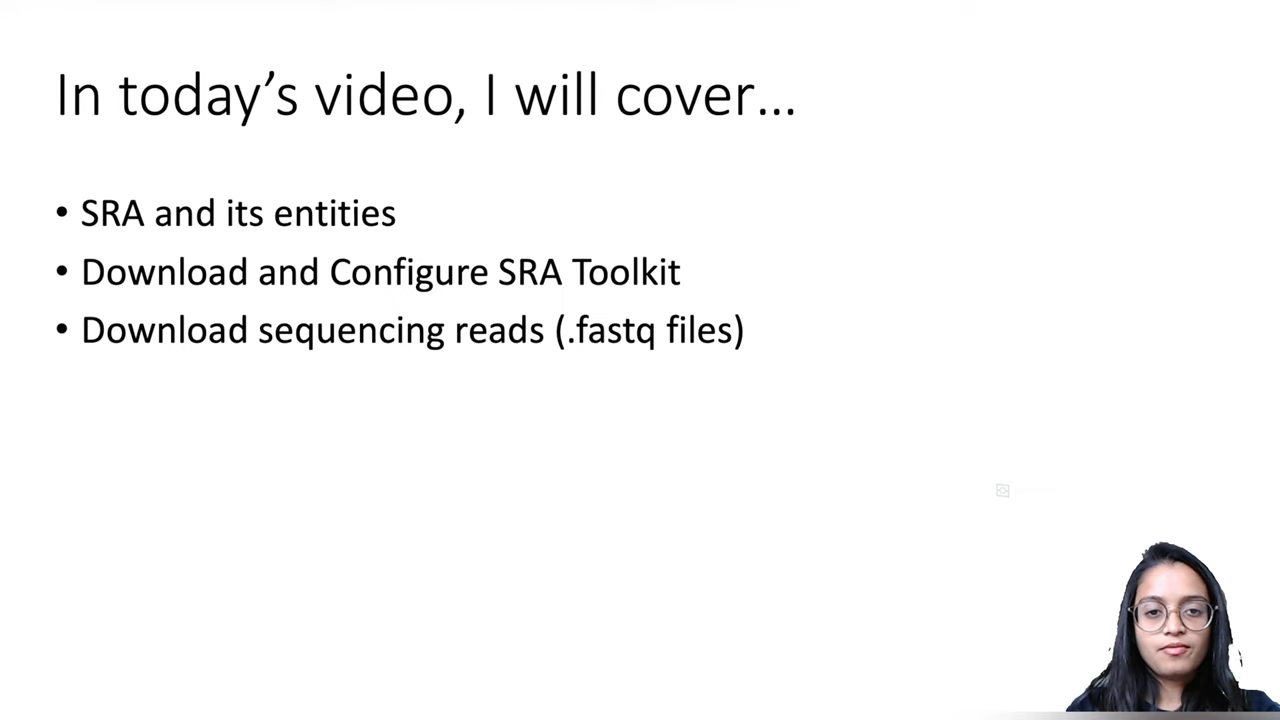 In today’s video, I will cover...
• SRA and its entities
• Download and Configure SRA Toolkit
• Download sequencing reads (.fastq files)